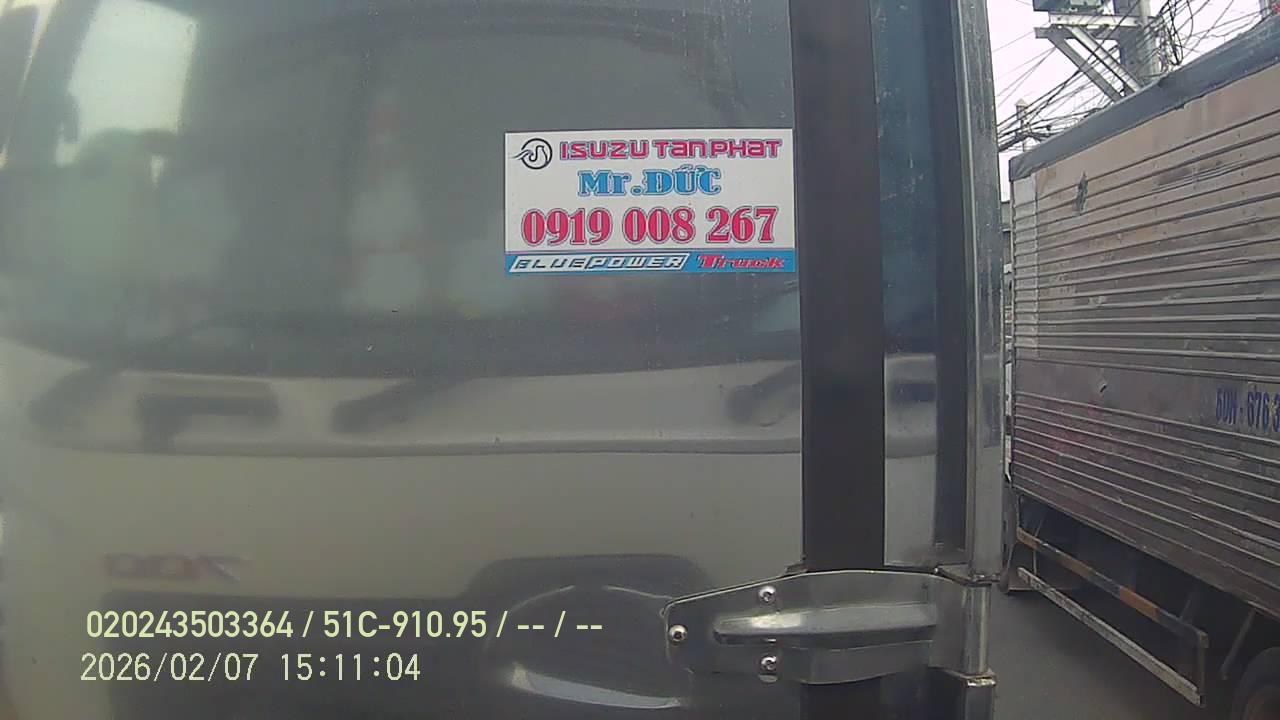 ISUZU TAN PHAT
Mr.ĐỨC
0919 008 267
BLUEPOWER Truck
020243503364 / 51C-910.95 / -- / --
2026/02/07 15:11:04